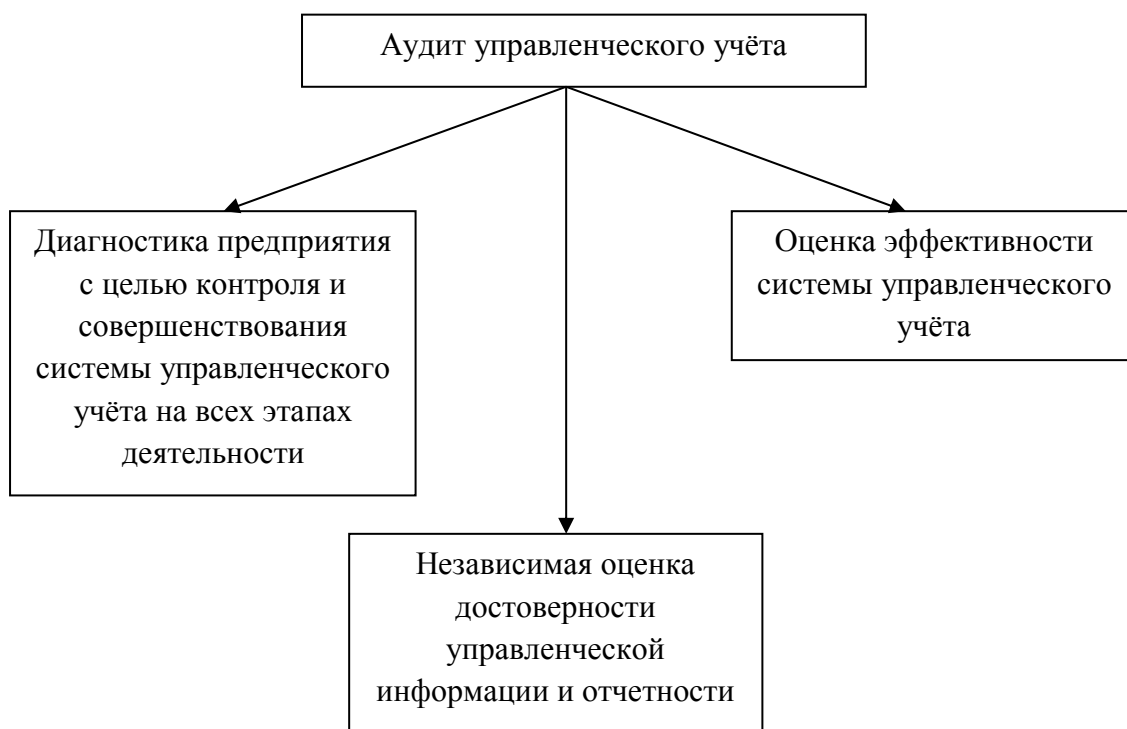 Аудит управленческого учёта
Диагностика предприятия
с целью контроля и
совершенствования
системы управленческого
учёта на всех этапах
деятельности
Оценка эффективности
системы управленческого
учёта
Независимая оценка
достоверности
управленческой
информации и отчетности